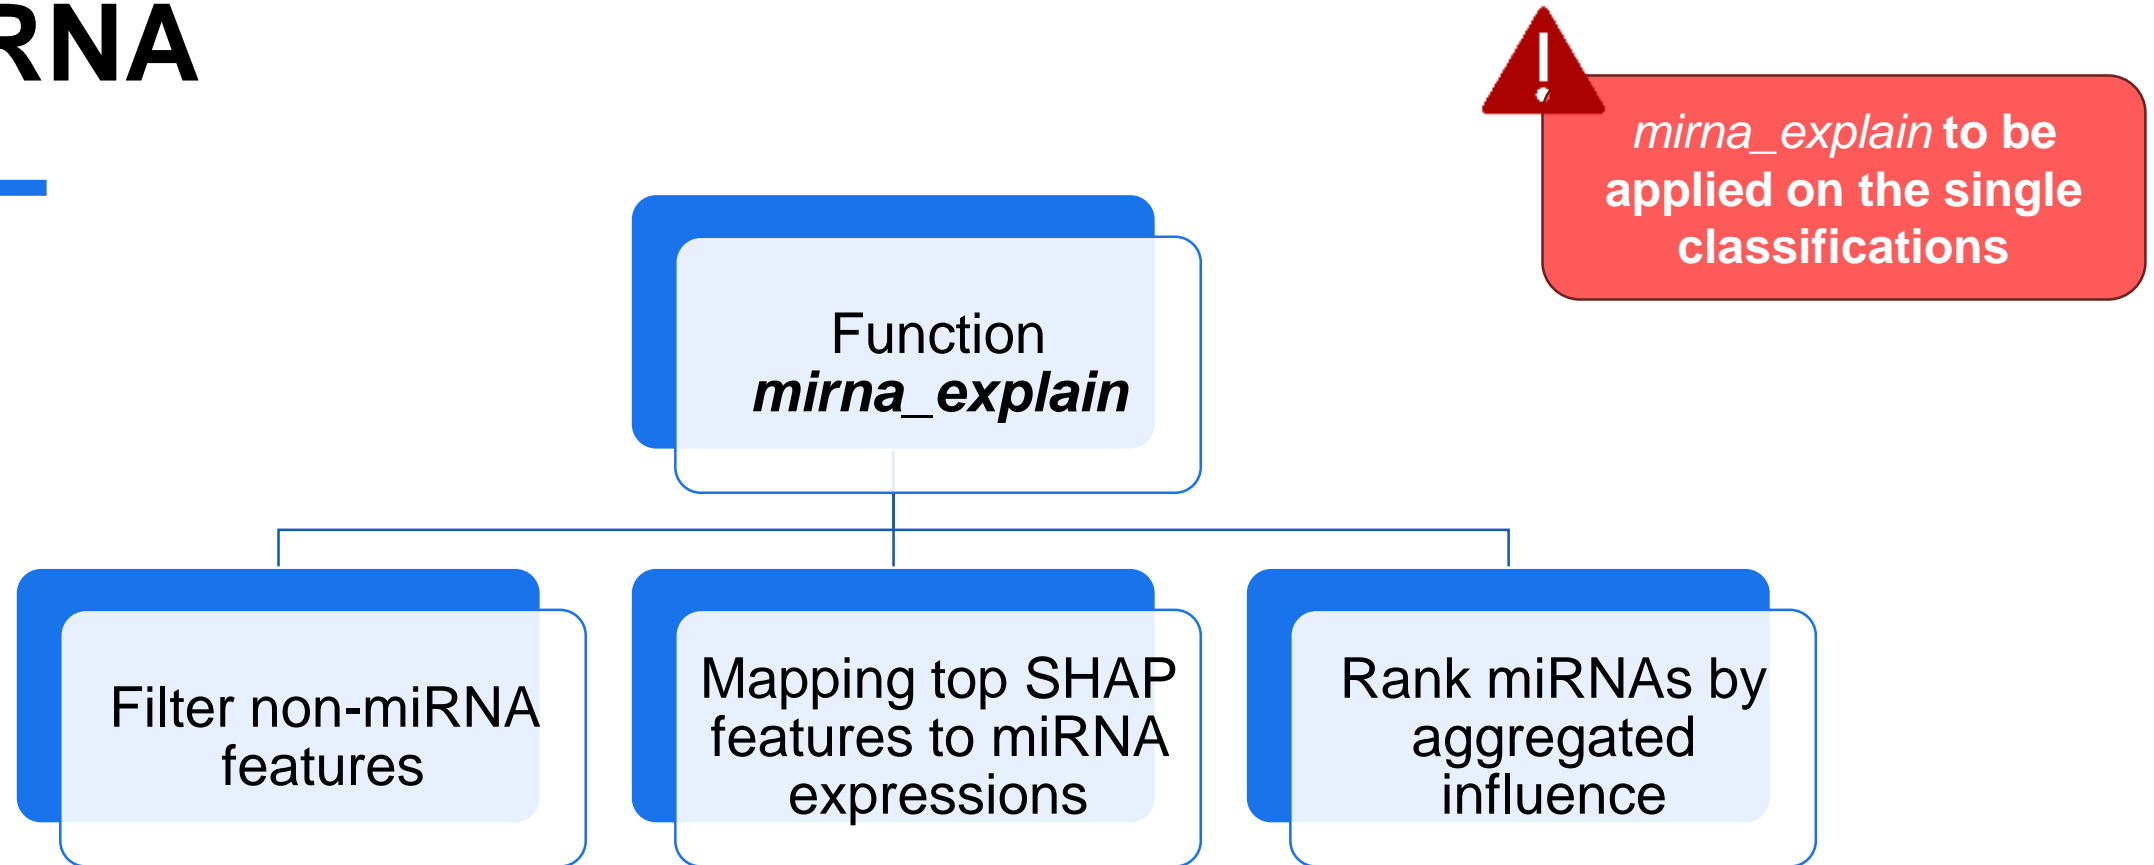 RNA
mirna_explain to be
applied on the single
classifications
Function
mirna_explain
Filter non-miRNA
features
Mapping top SHAP
features to miRNA
expressions
Rank miRNAs by
aggregated
influence